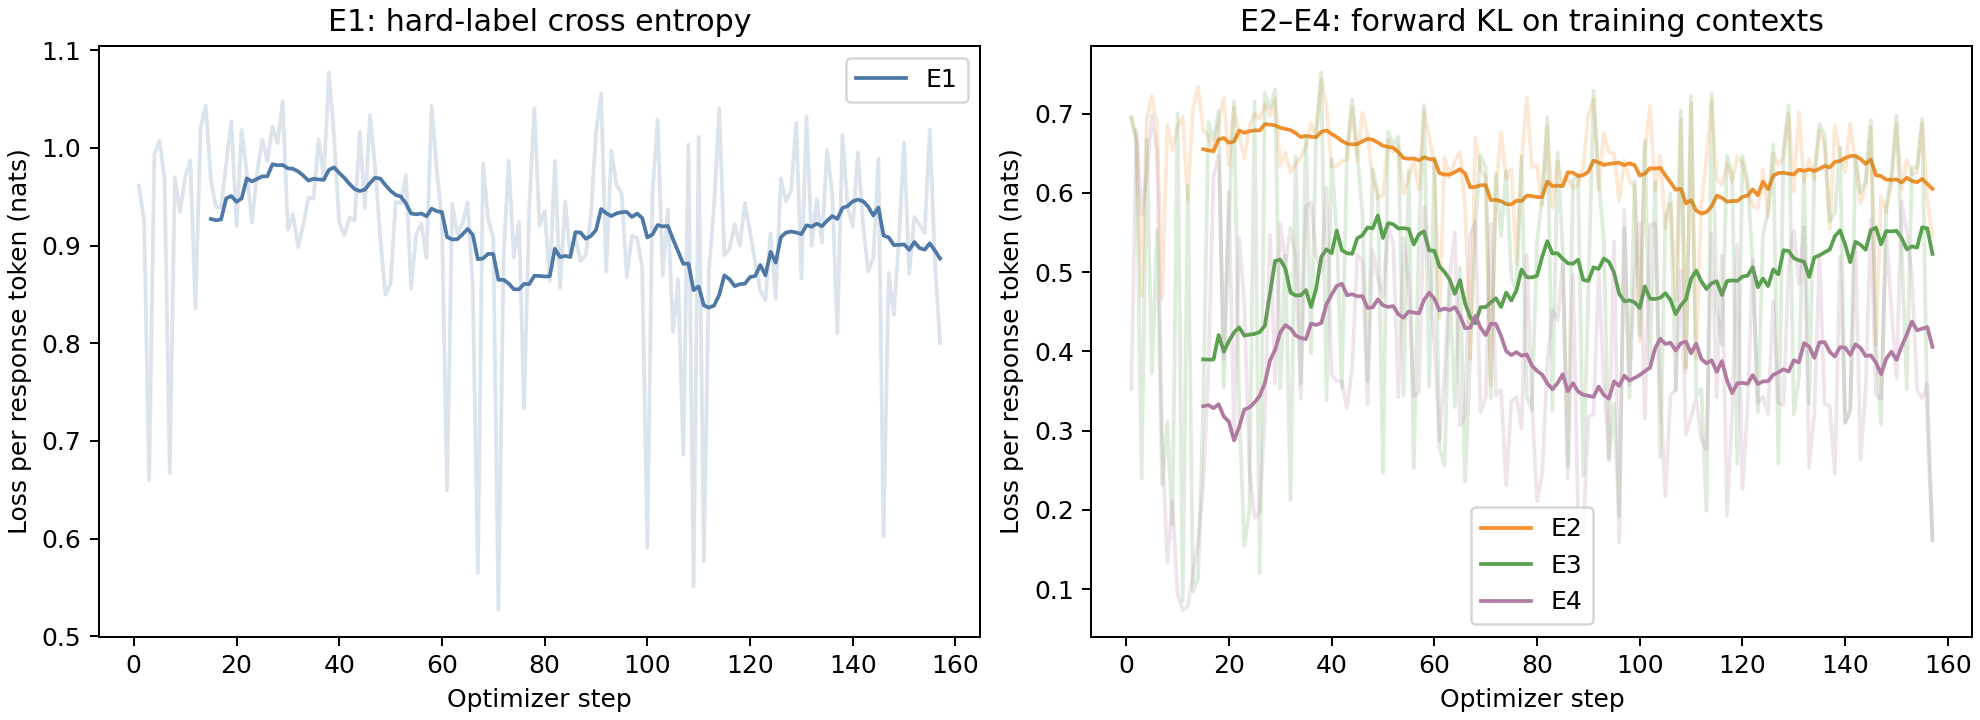 E1: hard-label cross entropy
E2–E4: forward KL on training contexts
Loss per response token (nats)
1.1
1.0
0.9
0.8
0.7
0.6
0.5
E1
0 20 40 60 80 100 120 140 160
Optimizer step
Loss per response token (nats)
0.7
0.6
0.5
0.4
0.3
0.2
0.1
E2
E3
E4
0 20 40 60 80 100 120 140 160
Optimizer step